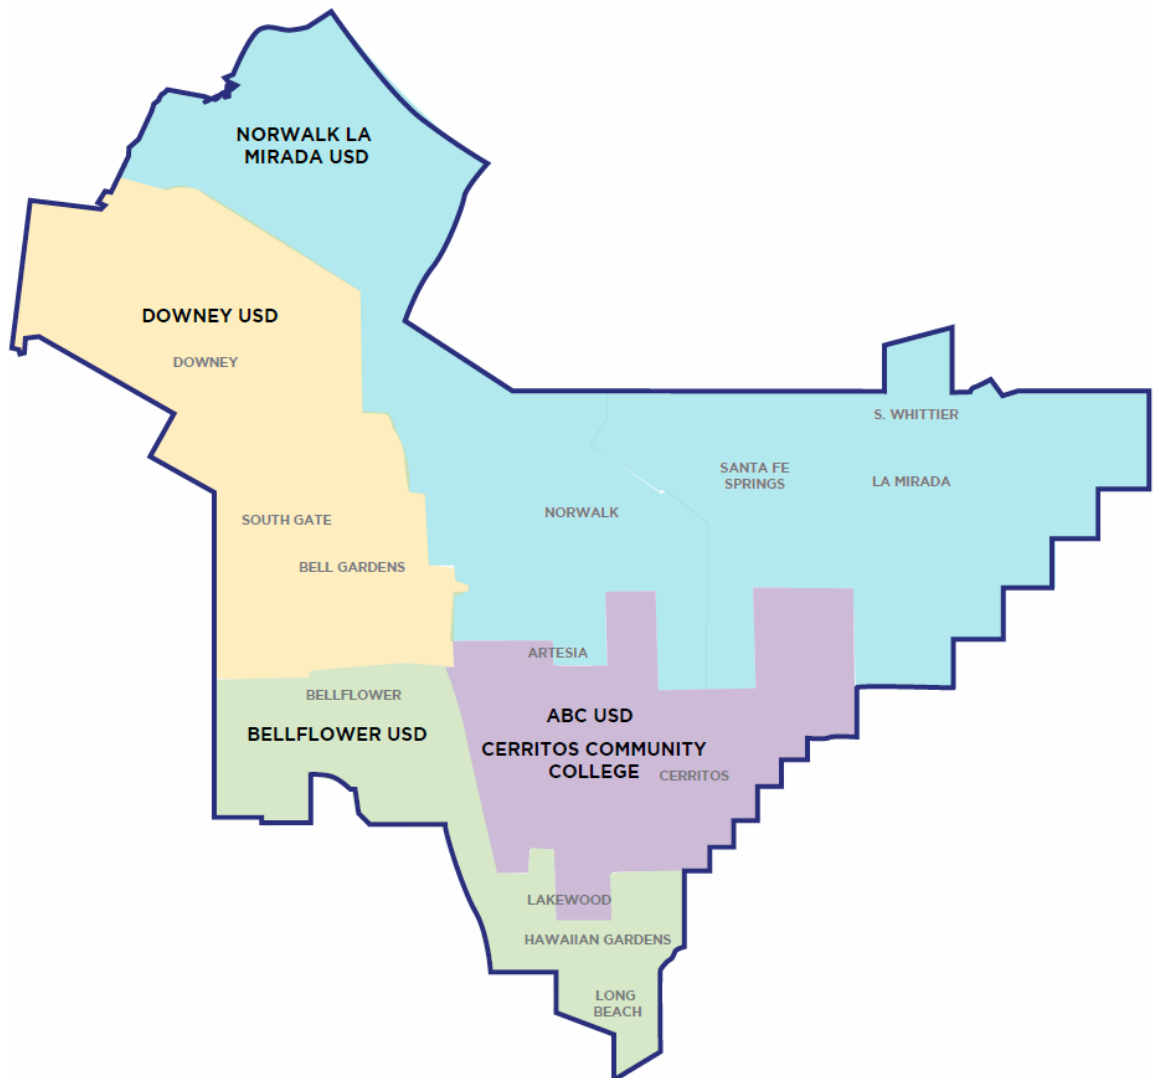 NORWALK LA
MIRADA USD
DOWNEY USD
DOWNEY
S. WHITTIER
SANTA FE
SPRINGS
LA MIRADA
NORWALK
SOUTH GATE
BELL GARDENS
ARTESIA
BELLFLOWER
BELLFLOWER USD
ABC USD
CERRITOS COMMUNITY
COLLEGE
CERRITOS
LAKEWOOD
HAWAIIAN GARDENS
LONG
BEACH